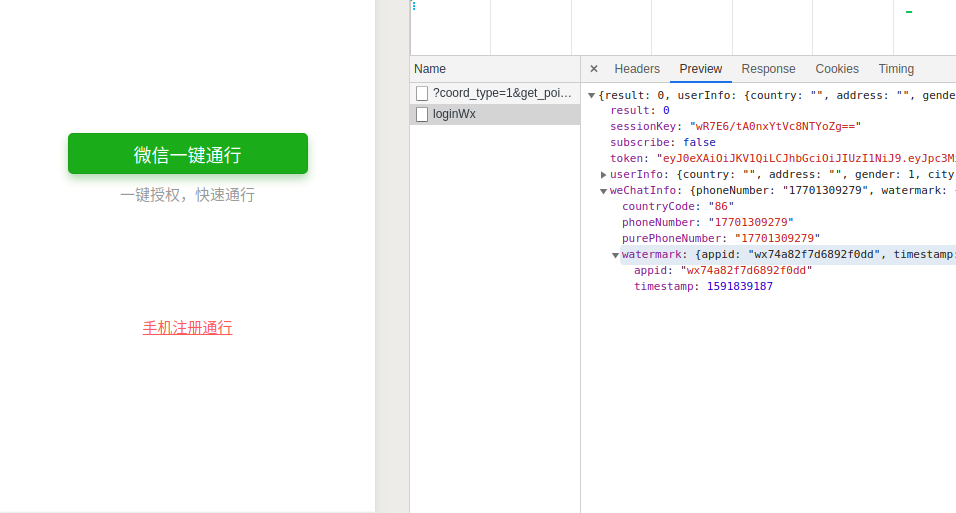 微信一键通行
一键授权，快速通行
手机注册通行
Name
?coord_type=1&get_poi…
loginWx
× Headers Preview Response Cookies Timing
{result: 0, userInfo: {country: "", address: "", gende
result: 0
sessionKey: "wR7E6/tA0nxYtVc8NTYoZg=="
subscribe: false
token: "eyJ0eXAiOiJKV1QiLCJhbGciOiJIUzI1NiJ9.eyJpc3Mi
userInfo: {country: "", address: "", gender: 1, city
weChatInfo: {phoneNumber: "17701309279", watermark:
countryCode: "86"
phoneNumber: "17701309279"
purePhoneNumber: "17701309279"
watermark: {appid: "wx74a82f7d6892f0dd", timestamp:
appid: "wx74a82f7d6892f0dd"
timestamp: 1591839187